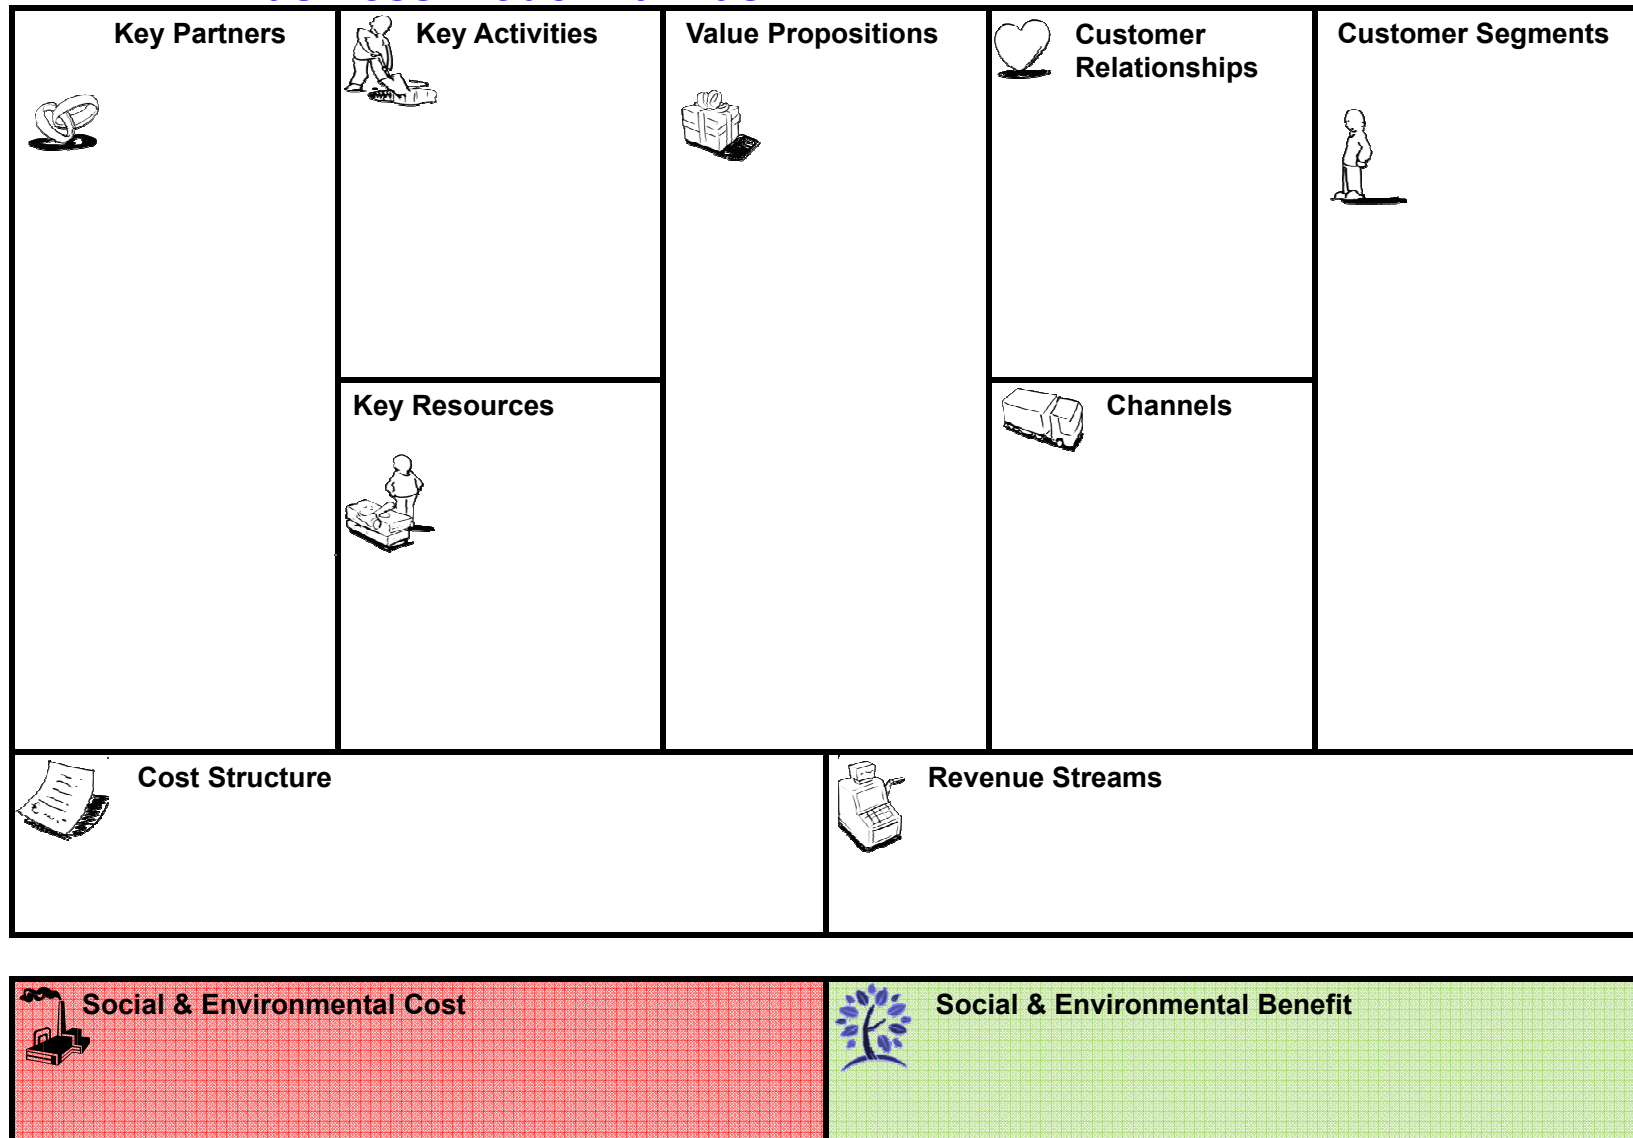 Key Partners
Key Activities
Value Propositions
Customer
Relationships
Customer Segments
Key Resources
Channels
Cost Structure
Revenue Streams
Social & Environmental Cost
Social & Environmental Benefit